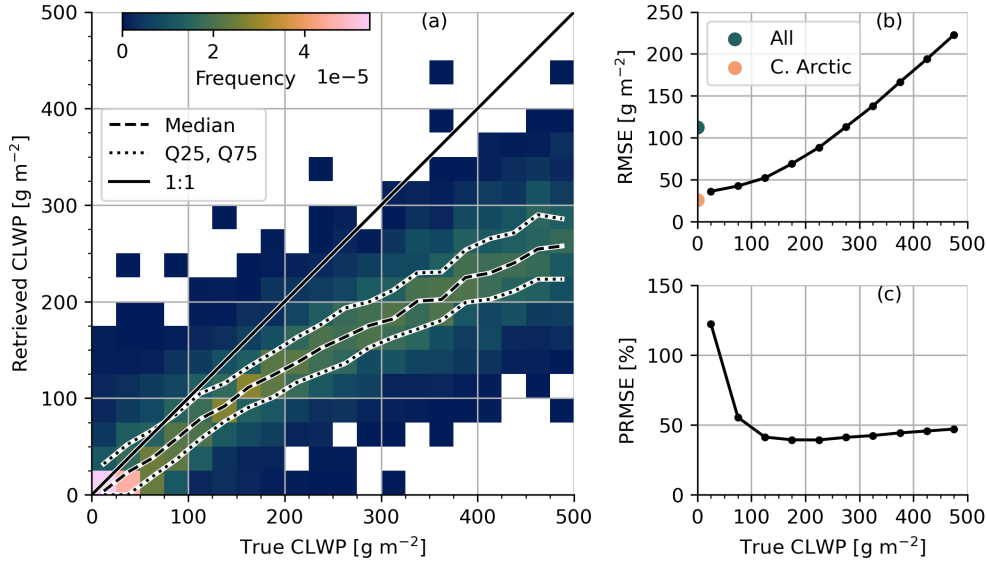 (a)
0 2 4
Frequency 1e−5
Median
Q25, Q75
1:1
500
400
300
200
100
0
0 100 200 300 400 500
Retrieved CLWP [g m⁻²]
True CLWP [g m⁻²]
(b)
All
C. Arctic
250
200
150
100
50
0
0 100 200 300 400 500
RMSE [g m⁻²]
(c)
150
100
50
0
0 100 200 300 400 500
PRMSE [%]
True CLWP [g m⁻²]